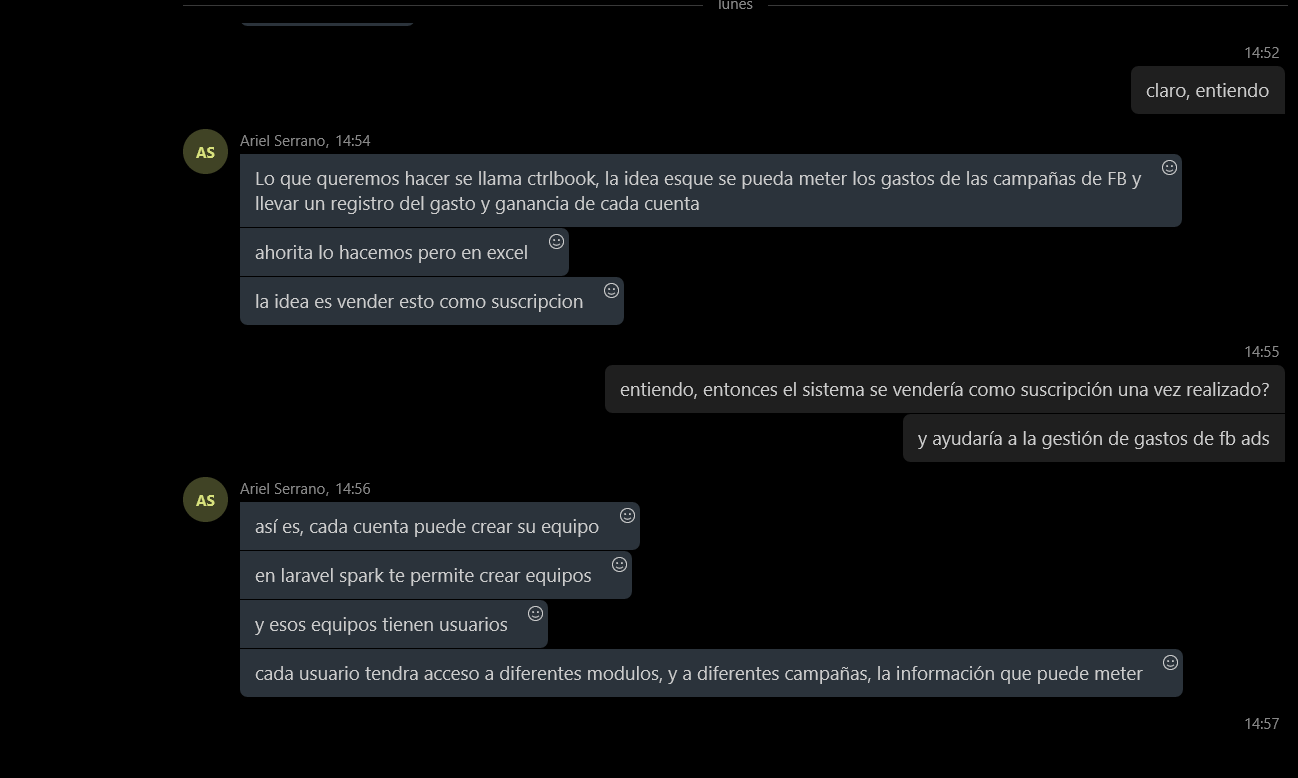 lunes
14:52
claro, entiendo
AS
Ariel Serrano, 14:54
Lo que queremos hacer se llama ctrlbook, la idea esque se pueda meter los gastos de las campañas de FB y
llevar un registro del gasto y ganancia de cada cuenta
ahorita lo hacemos pero en excel
la idea es vender esto como suscripcion
14:55
entiendo, entonces el sistema se vendería como suscripción una vez realizado?
y ayudaría a la gestión de gastos de fb ads
AS
Ariel Serrano, 14:56
así es, cada cuenta puede crear su equipo
en laravel spark te permite crear equipos
y esos equipos tienen usuarios
cada usuario tendra acceso a diferentes modulos, y a diferentes campañas, la información que puede meter
14:57